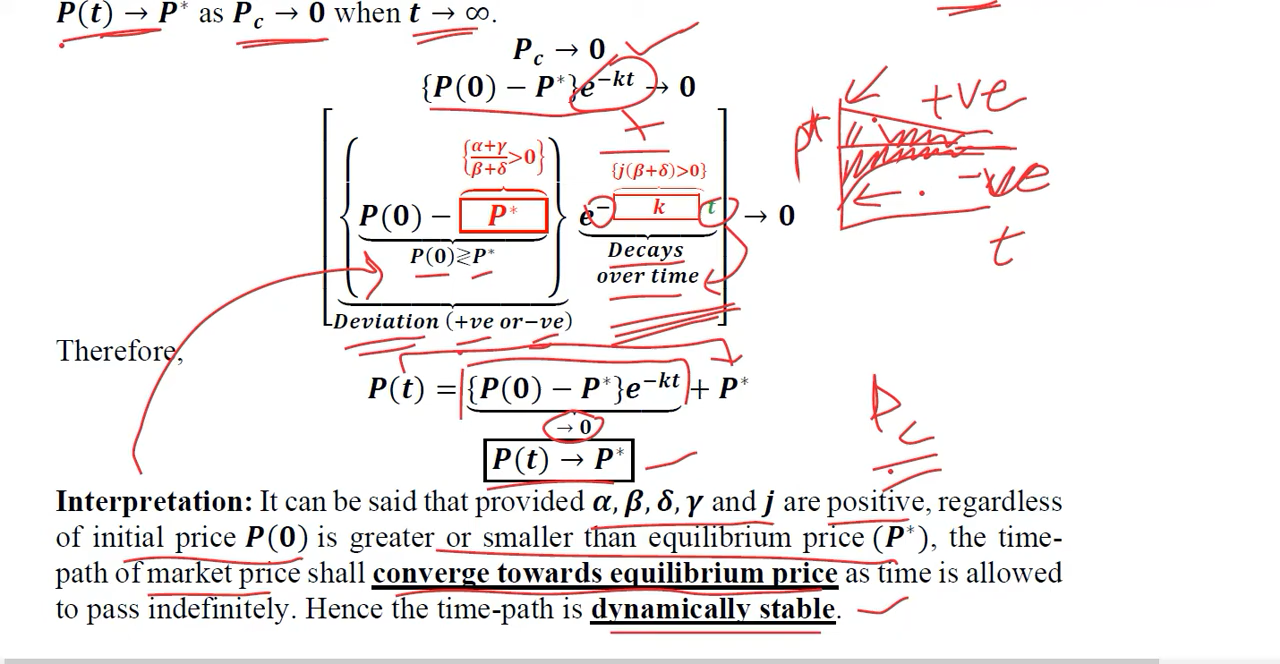 P(t) → P* as P_c → 0 when t → ∞.
P_c → 0
{P(0) − P*}e^{−kt} → 0
+ve
P*
{α+γ/β+δ >0}
{j(β+δ)>0}
−ve
P(0) − P* e^− k t → 0
t
P(0)≷P*
Decays
over time
Deviation (+ve or−ve)
Therefore,
P(t) = {P(0) − P*}e^{−kt} + P*
→ 0
P_c
P(t) → P*
Interpretation: It can be said that provided α, β, δ, γ and j are positive, regardless
of initial price P(0) is greater or smaller than equilibrium price (P*), the time-
path of market price shall converge towards equilibrium price as time is allowed
to pass indefinitely. Hence the time-path is dynamically stable.